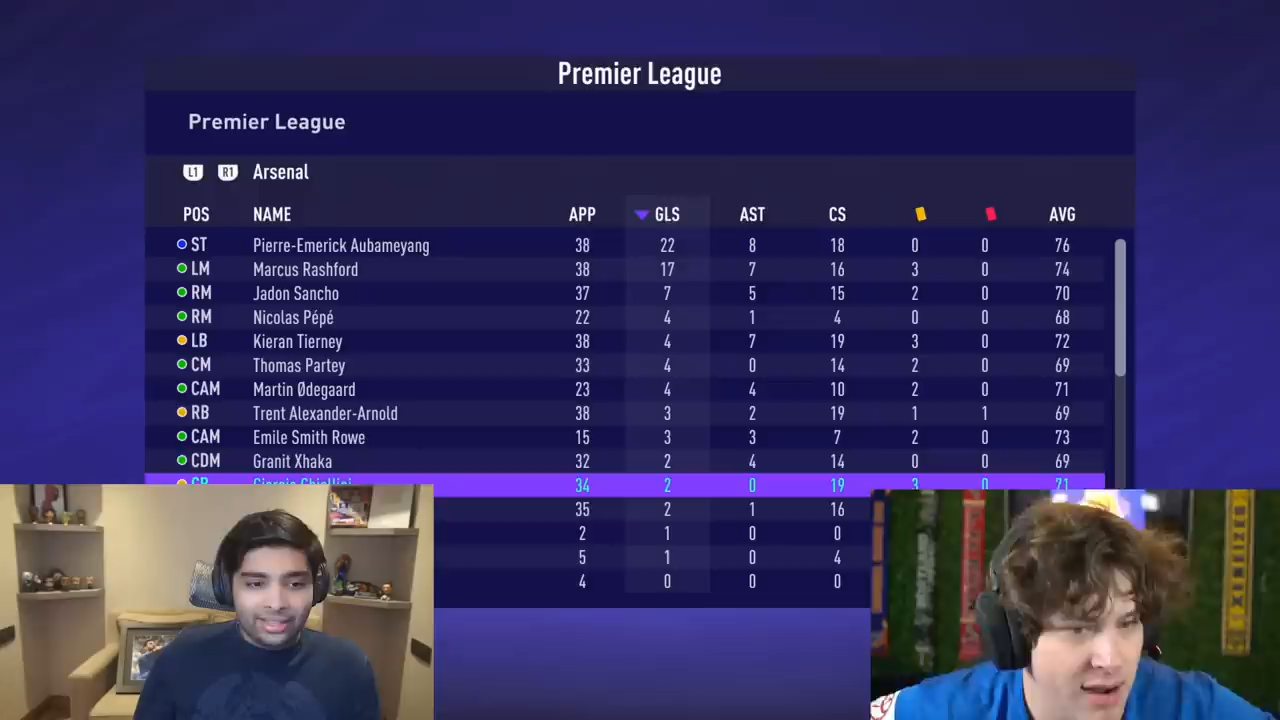 Premier League
Premier League
L1 R1 Arsenal
POS NAME APP GLS AST CS AVG
ST Pierre-Emerick Aubameyang 38 22 8 18 0 0 76
LM Marcus Rashford 38 17 7 16 3 0 74
RM Jadon Sancho 37 7 5 15 2 0 70
RM Nicolas Pépé 22 4 1 4 0 0 68
LB Kieran Tierney 38 4 7 19 3 0 72
CM Thomas Partey 33 4 0 14 2 0 69
CAM Martin Ødegaard 23 4 4 10 2 0 71
RB Trent Alexander-Arnold 38 3 2 19 1 1 69
CAM Emile Smith Rowe 15 3 3 7 2 0 73
CDM Granit Xhaka 32 2 4 14 0 0 69
CB Giorgio Chiellini 34 2 0 19 3 0 71
35 2 1 16
2 1 0 0
5 1 0 4
4 0 0 0